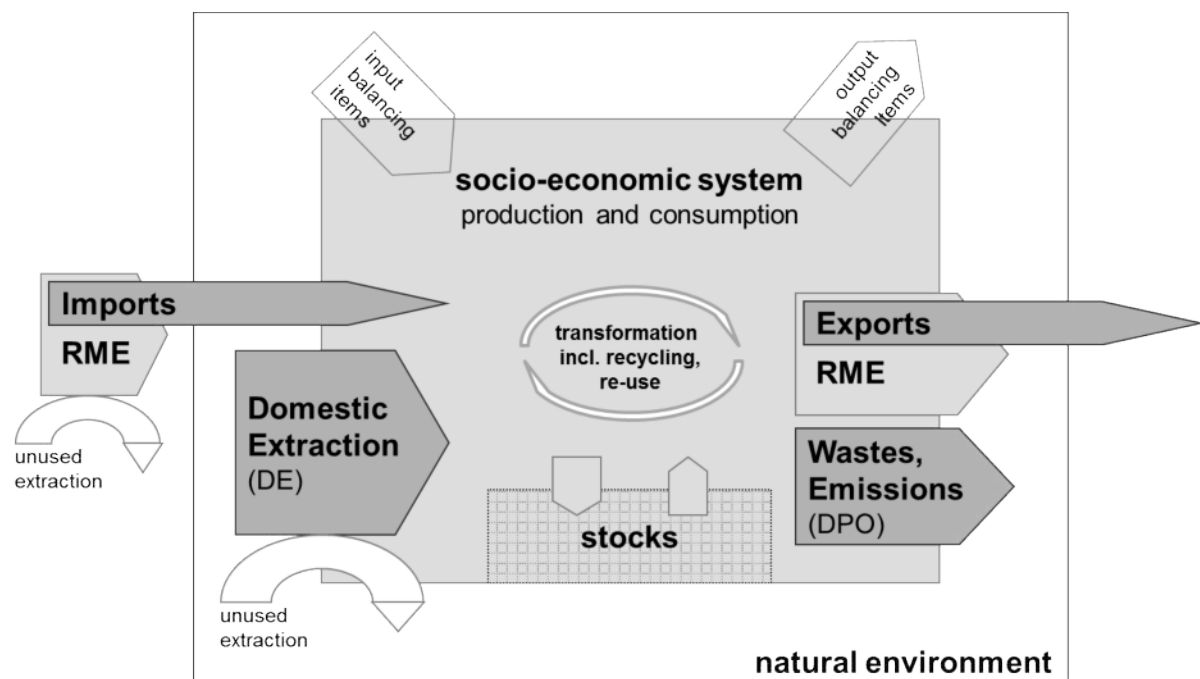 input
balancing
items
output
balancing
Items
socio-economic system
production and consumption
Imports
RME
unused
extraction
Domestic
Extraction
(DE)
unused
extraction
transformation
incl. recycling,
re-use
stocks
Exports
RME
Wastes,
Emissions
(DPO)
natural environment